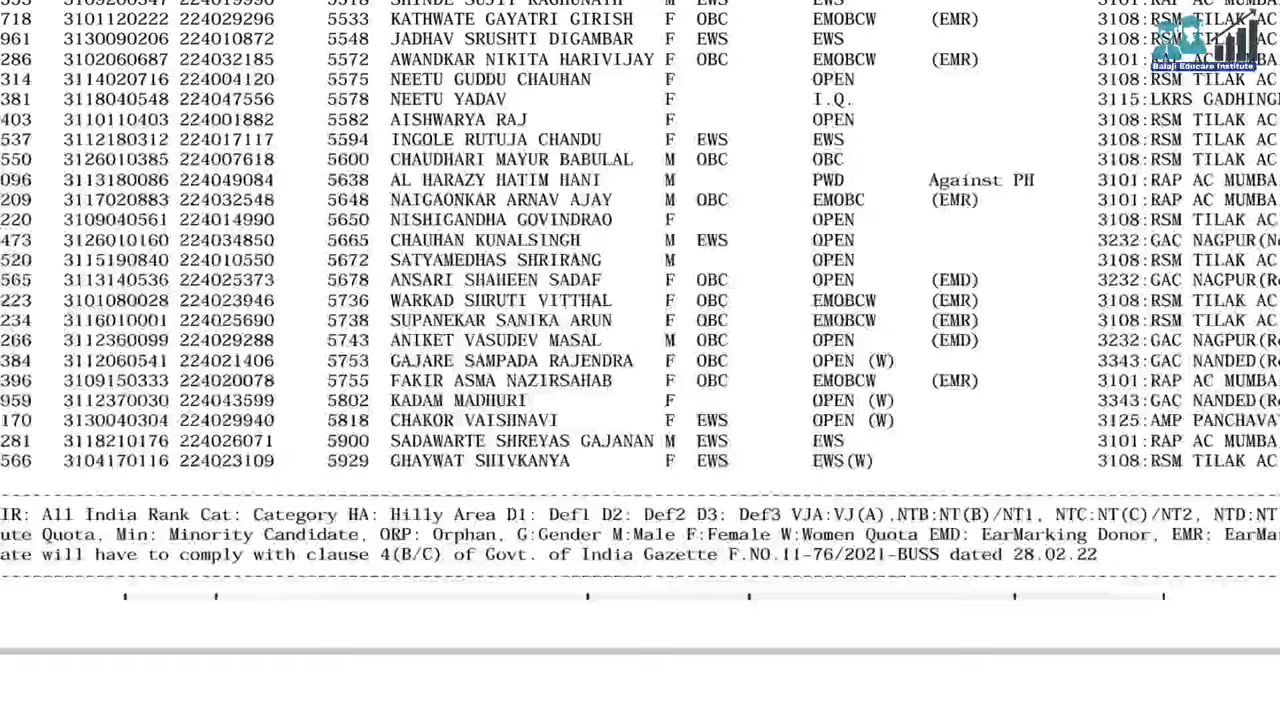 718 3101120222 224029296 5533 KATHWATE GAYATRI GIRISH F OBC EMOBCW (EMR) 3108:RSM TILAK AC
961 3130090206 224010872 5548 JADHAV SRUSHTI DIGAMBAR F EWS EWS 3108:RSM TILAK AC
286 3102060687 224032185 5572 AWANDKAR NIKITA HARIVIJAY F OBC EMOBCW (EMR) 3101:RAP AC MUMBA
Balaji Educare Institute
314 3114020716 224004120 5575 NEETU GUDDU CHAUHAN F OPEN 3108:RSM TILAK AC
381 3118040548 224047556 5578 NEETU YADAV F I.Q. 3115:LKRS GADHINGL
403 3110110403 224001882 5582 AISHWARYA RAJ F OPEN 3108:RSM TILAK AC
537 3112180312 224017117 5594 INGOLE RUTUJA CHANDU F EWS EWS 3108:RSM TILAK AC
550 3126010385 224007618 5600 CHAUDHARI MAYUR BABULAL M OBC OBC 3108:RSM TILAK AC
096 3113180086 224049084 5638 AL HARAZY HATIM HANI M PWD Against PH 3101:RAP AC MUMBA
209 3117020883 224032548 5648 NAIGAONKAR ARNAV AJAY M OBC EMOBC (EMR) 3101:RAP AC MUMBA
220 3109040561 224014990 5650 NISHIGANDHA GOVINDRAO F OPEN 3108:RSM TILAK AC
473 3126010160 224034850 5665 CHAUHAN KUNALSINGH M EWS OPEN 3232:GAC NAGPUR(
520 3115190840 224010550 5672 SATYAMEDHAS SHRIRANG M OPEN 3108:RSM TILAK AC
565 3113140536 224025373 5678 ANSARI SHAHEEN SADAF F OBC OPEN (EMD) 3232:GAC NAGPUR(Re
223 3101080028 224023946 5736 WARKAD SHRUTI VITTHAL F OBC EMOBCW (EMR) 3108:RSM TILAK AC
234 3116010001 224025690 5738 SUPANEKAR SANIKA ARUN F OBC EMOBCW (EMR) 3108:RSM TILAK AC
266 3112360099 224029288 5743 ANIKET VASUDEV MASAL M OBC OPEN (EMD) 3232:GAC NAGPUR(Re
384 3112060541 224021406 5753 GAJARE SAMPADA RAJENDRA F OBC OPEN (W) 3343:GAC NANDED(Re
396 3109150333 224020078 5755 FAKIR ASMA NAZIRSAHAB F OBC EMOBCW (EMR) 3101:RAP AC MUMBA
959 3112370030 224043599 5802 KADAM MADHURI F OPEN (W) 3343:GAC NANDED(Re
170 3130040304 224029940 5818 CHAKOR VAISHNAVI F EWS OPEN (W) 3125:AMP PANCHAVA
281 3118210176 224026071 5900 SADAWARTE SHREYAS GAJANAN M EWS EWS 3101:RAP AC MUMBA
566 3104170116 224023109 5929 GHAYWAT SHIVKANYA F EWS EWS(W) 3108:RSM TILAK AC
IR: All India Rank Cat: Category HA: Hilly Area D1: Def1 D2: Def2 D3: Def3 VJA:VJ(A),NTB:NT(B)/NT1, NTC:NT(C)/NT2, NTD:NT
ute Quota, Min: Minority Candidate, ORP: Orphan, G:Gender M:Male F:Female W:Women Quota EMD: EarMarking Donor, EMR: EarMar
ate will have to comply with clause 4(B/C) of Govt. of India Gazette F.NO.11-76/2021-BUSS dated 28.02.22